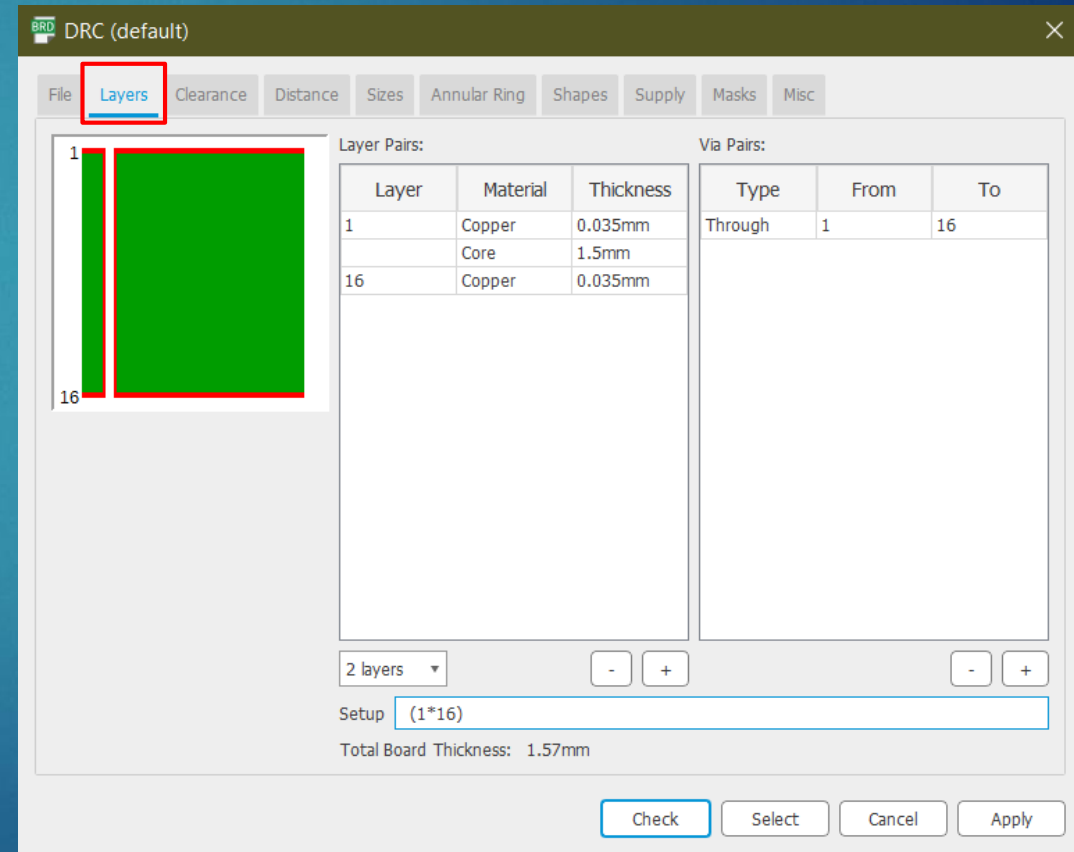 BRD DRC (default)
File Layers Clearance Distance Sizes Annular Ring Shapes Supply Masks Misc
1
16
Layer Pairs:
Layer Material Thickness
1 Copper 0.035mm
Core 1.5mm
16 Copper 0.035mm
2 layers - +
Via Pairs:
Type From To
Through 1 16
- +
Setup (1*16)
Total Board Thickness: 1.57mm
Check Select Cancel Apply